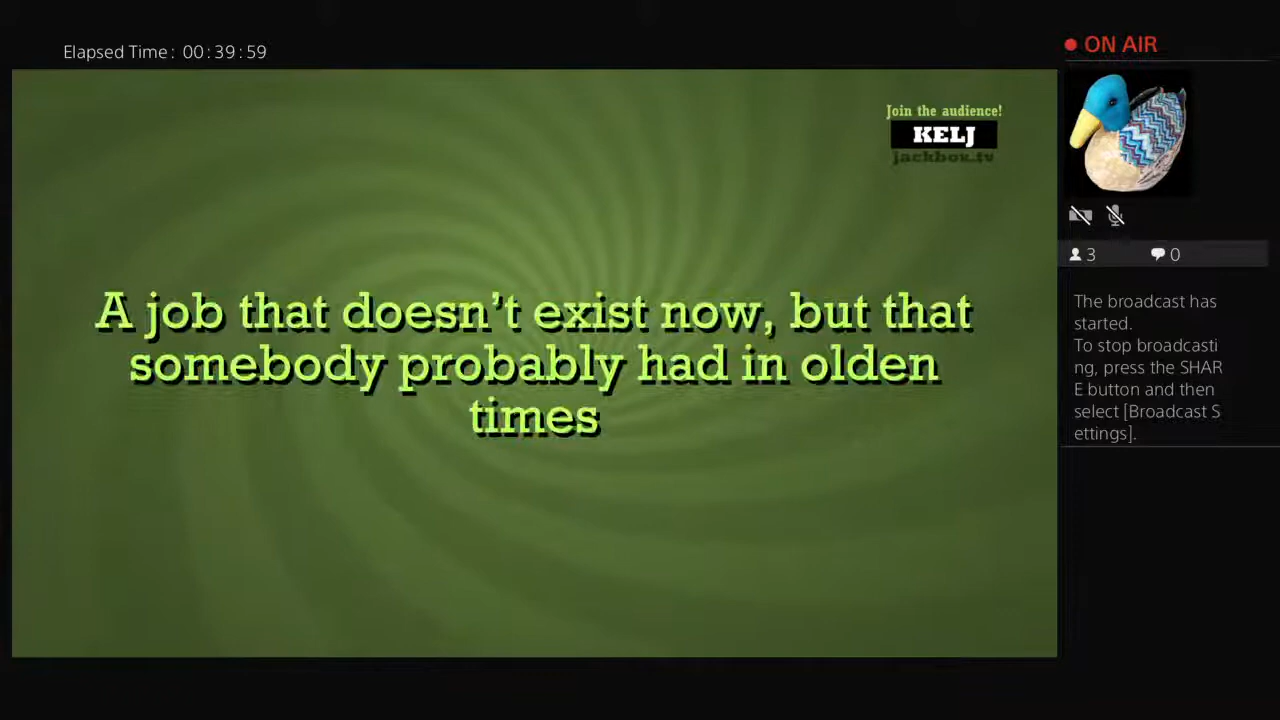 Elapsed Time: 00:39:59
ON AIR
Join the audience!
KELJ
jackbox.tv
3
0
A job that doesn't exist now, but that
somebody probably had in olden
times
The broadcast has
started.
To stop broadcasti
ng, press the SHAR
E button and then
select [Broadcast S
ettings].